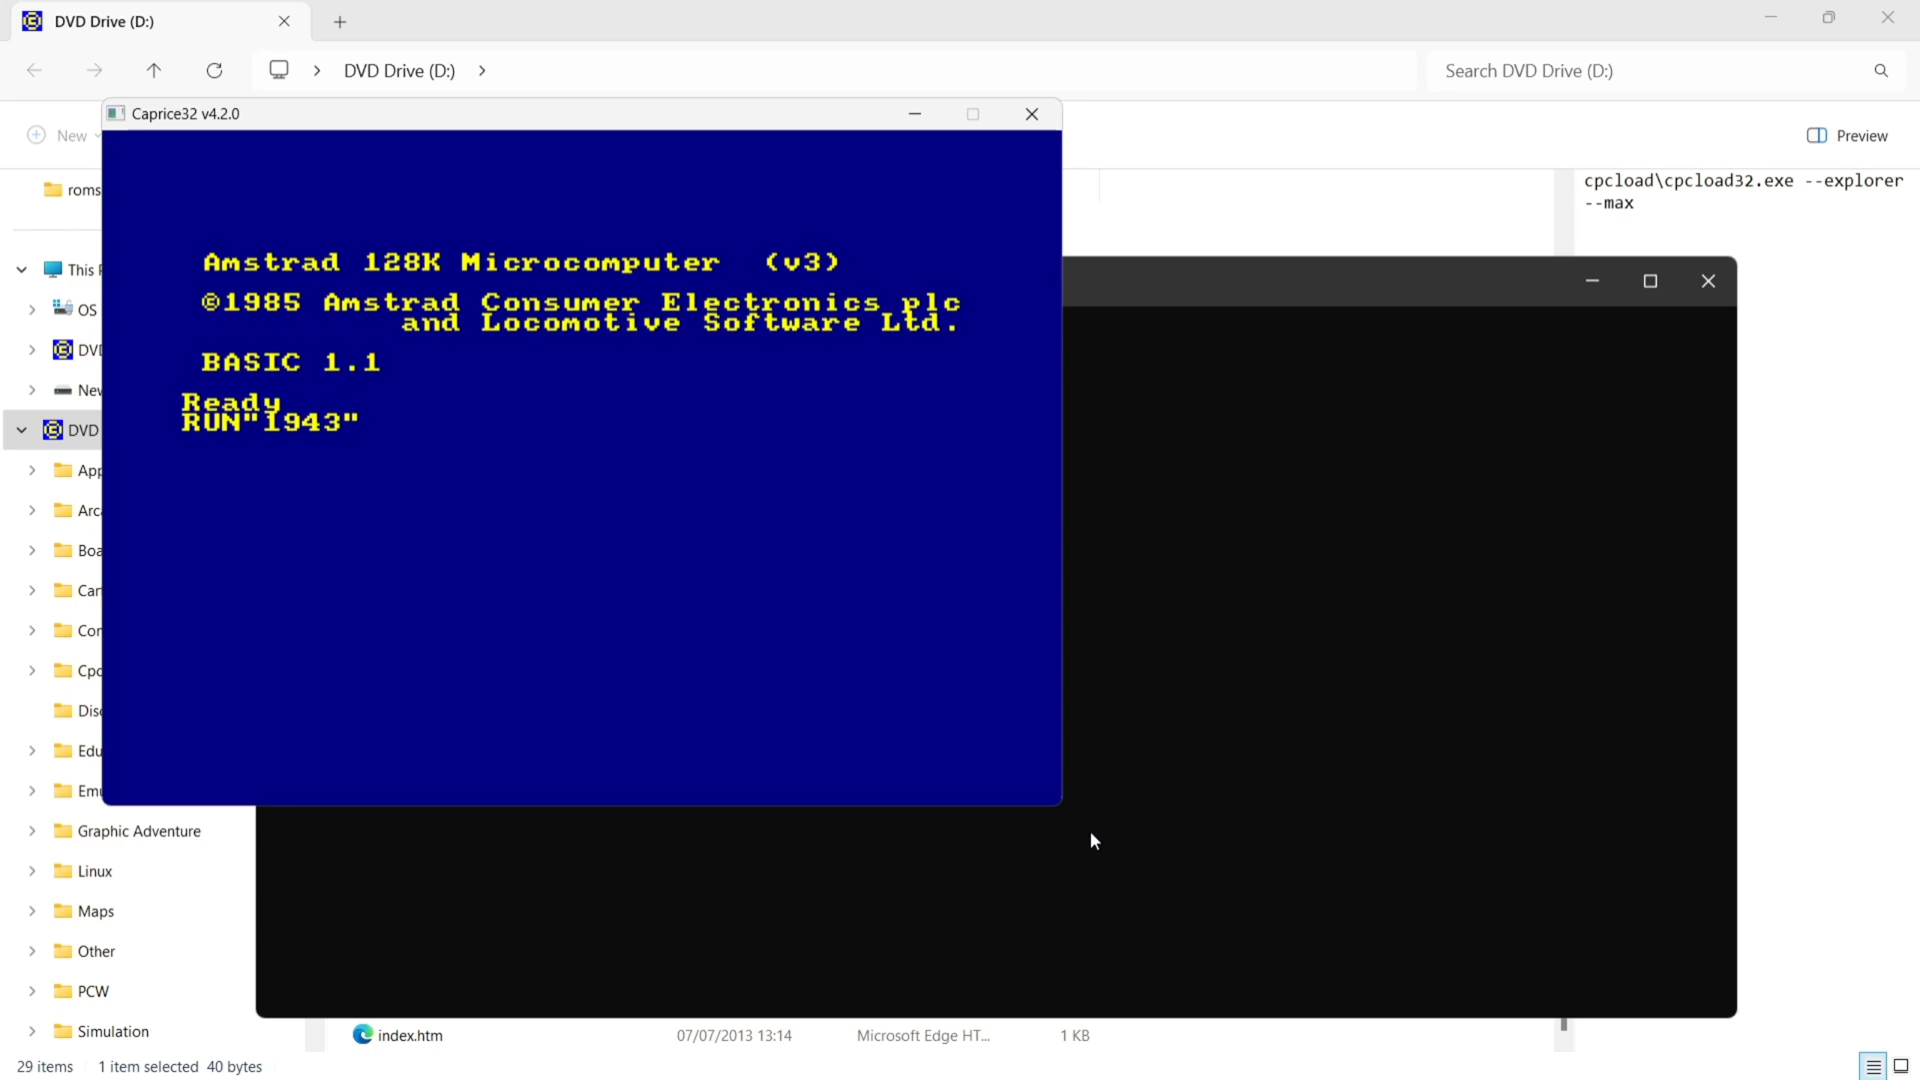 DVD Drive (D:)
DVD Drive (D:)
Search DVD Drive (D:)
Caprice32 v4.2.0
New
Preview
roms
cpcload\cpcload32.exe --explorer
--max
Amstrad 128K Microcomputer (v3)
This
©1985 Amstrad Consumer Electronics plc
and Locomotive Software Ltd.
OS
BASIC 1.1
Ready
RUN"1943"
DVD
Graphic Adventure
Linux
Maps
Other
PCW
Simulation
index.htm 07/07/2013 13:14 Microsoft Edge HT... 1 KB
29 items 1 item selected 40 bytes